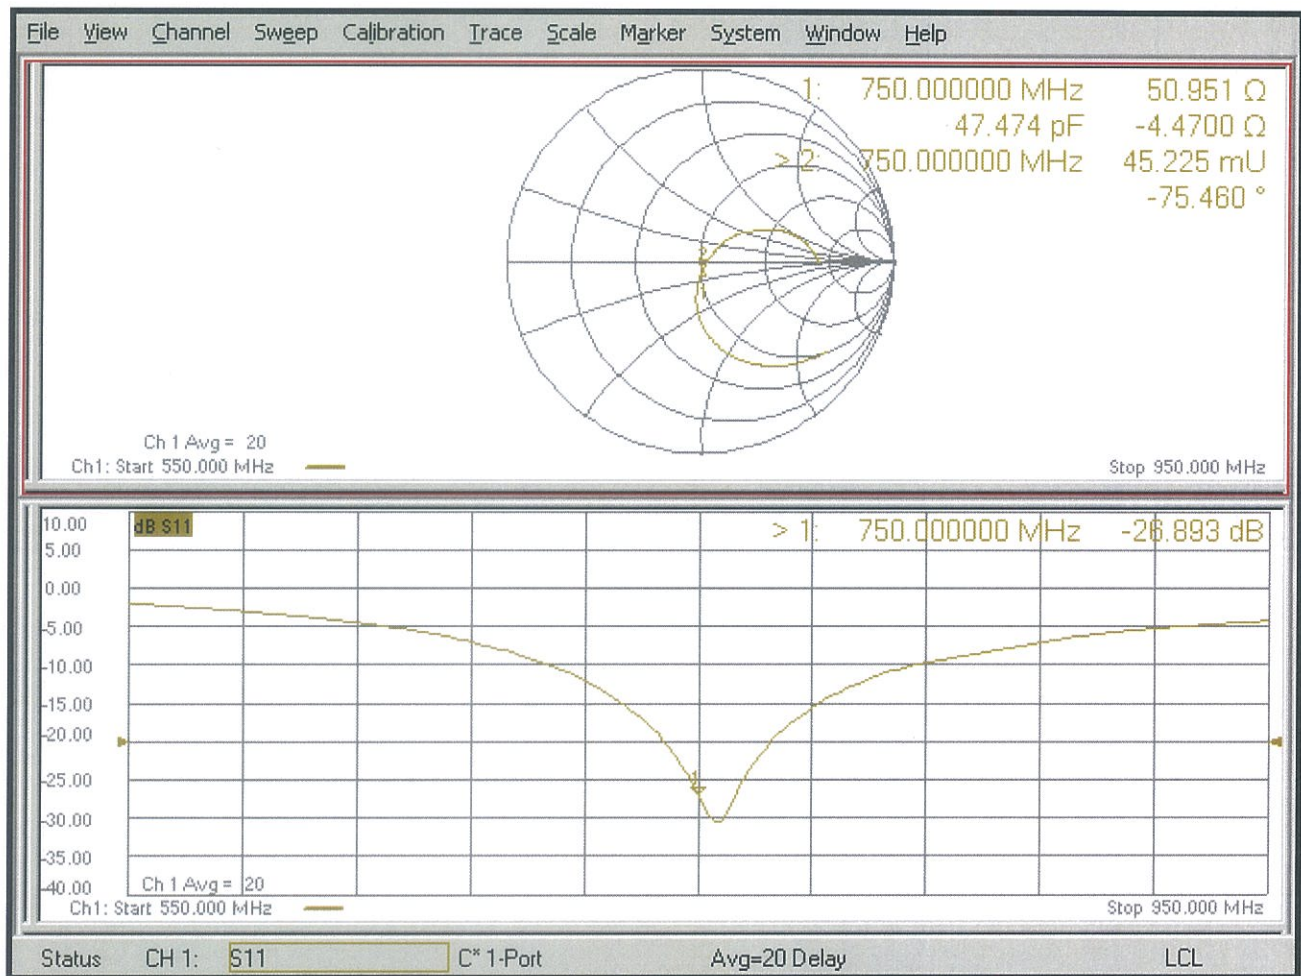 File View Channel Sweep Calibration Trace Scale Marker System Window Help
1: 750.000000 MHz 50.951 Ω
47.474 pF -4.4700 Ω
> 2: 750.000000 MHz 45.225 mU
-75.460 °
Ch 1 Avg = 20
Ch1: Start 550.000 MHz
Stop 950.000 MHz
10.00
dB S11
> 1: 750.000000 MHz -26.893 dB
5.00
0.00
-5.00
-10.00
-15.00
-20.00
-25.00
1
-30.00
-35.00
-40.00
Ch 1 Avg = 20
Ch1: Start 550.000 MHz
Stop 950.000 MHz
Status CH 1: S11 C* 1-Port Avg=20 Delay LCL